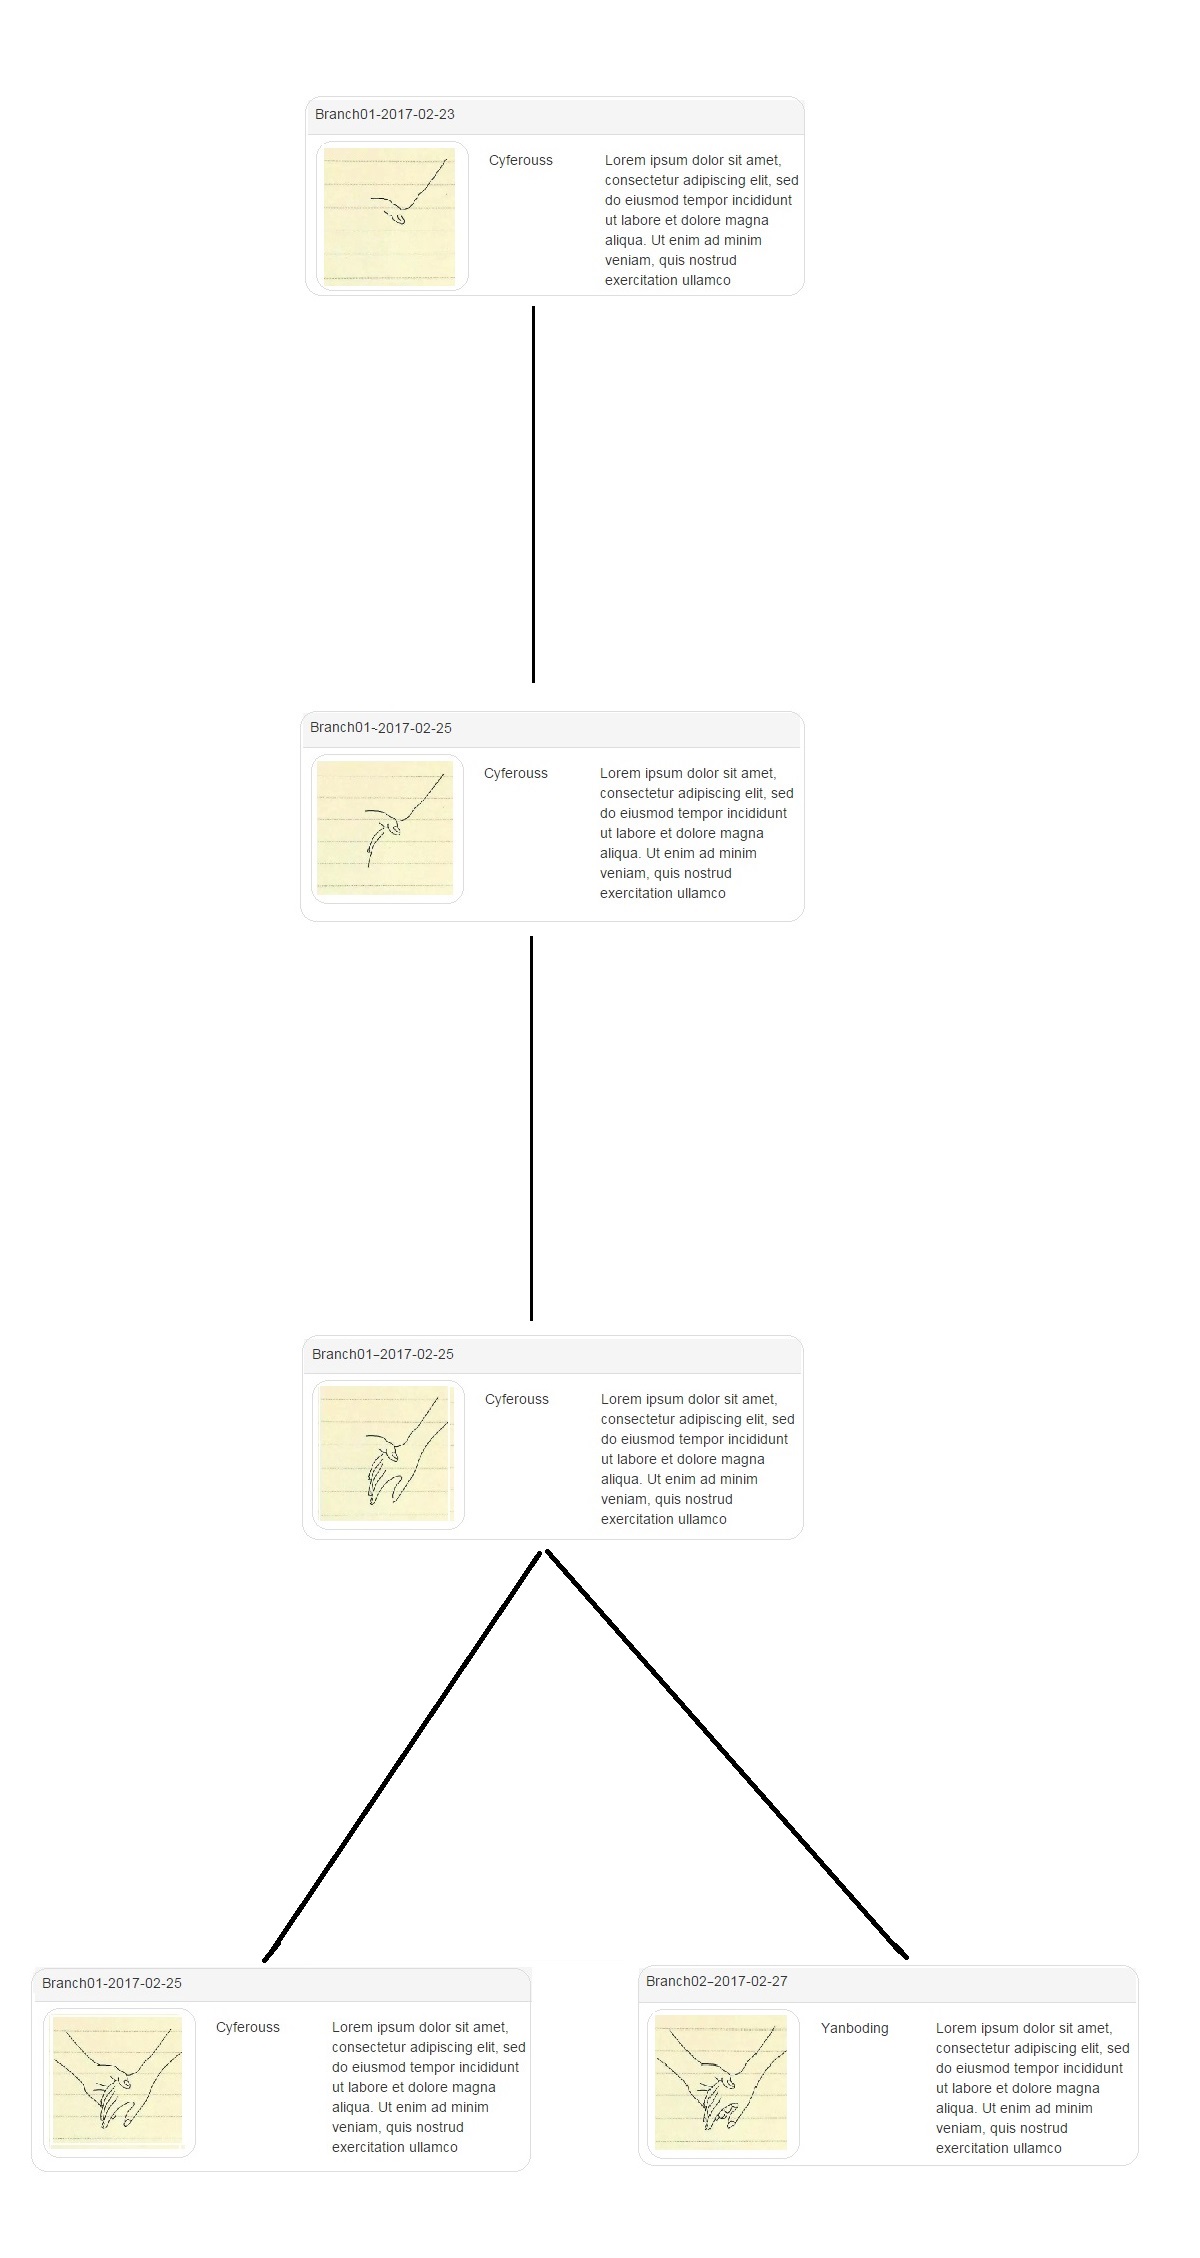 Branch01-2017-02-23
Cyferouss
Lorem ipsum dolor sit amet,
consectetur adipiscing elit, sed
do eiusmod tempor incididunt
ut labore et dolore magna
aliqua. Ut enim ad minim
veniam, quis nostrud
exercitation ullamco
Branch01~2017-02-25
Cyferouss
Lorem ipsum dolor sit amet,
consectetur adipiscing elit, sed
do eiusmod tempor incididunt
ut labore et dolore magna
aliqua. Ut enim ad minim
veniam, quis nostrud
exercitation ullamco
Branch01–2017-02-25
Cyferouss
Lorem ipsum dolor sit amet,
consectetur adipiscing elit, sed
do eiusmod tempor incididunt
ut labore et dolore magna
aliqua. Ut enim ad minim
veniam, quis nostrud
exercitation ullamco
Branch01-2017-02-25
Cyferouss
Lorem ipsum dolor sit amet,
consectetur adipiscing elit, sed
do eiusmod tempor incididunt
ut labore et dolore magna
aliqua. Ut enim ad minim
veniam, quis nostrud
exercitation ullamco
Branch02–2017-02-27
Yanboding
Lorem ipsum dolor sit amet,
consectetur adipiscing elit, sed
do eiusmod tempor incididunt
ut labore et dolore magna
aliqua. Ut enim ad minim
veniam, quis nostrud
exercitation ullamco